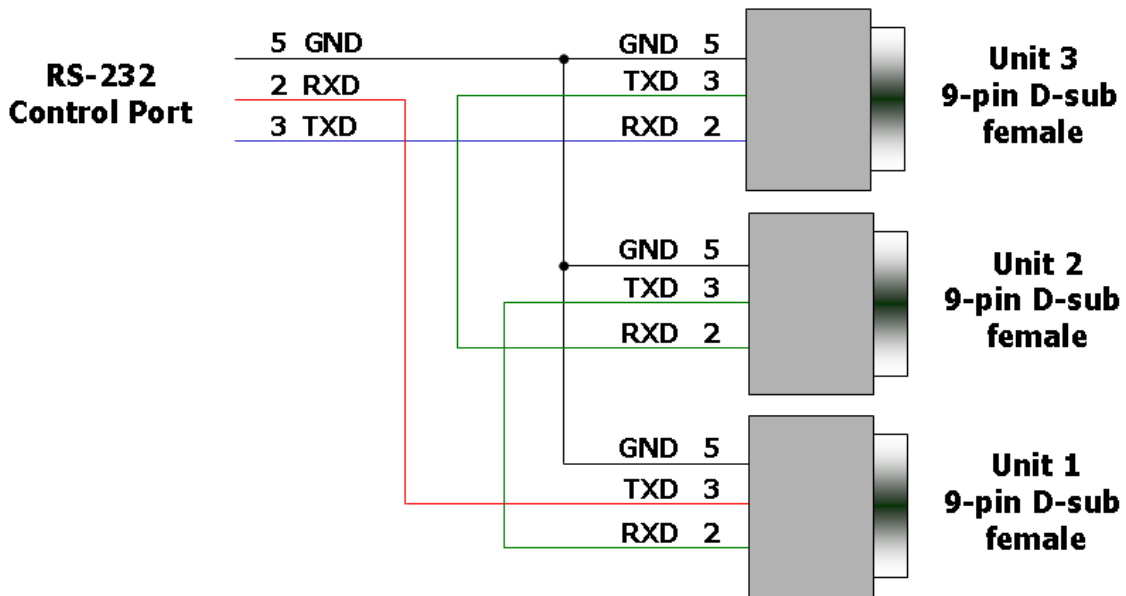 RS-232
Control Port
5 GND
2 RXD
3 TXD
GND 5
TXD 3
RXD 2
Unit 3
9-pin D-sub
female
GND 5
TXD 3
RXD 2
Unit 2
9-pin D-sub
female
GND 5
TXD 3
RXD 2
Unit 1
9-pin D-sub
female